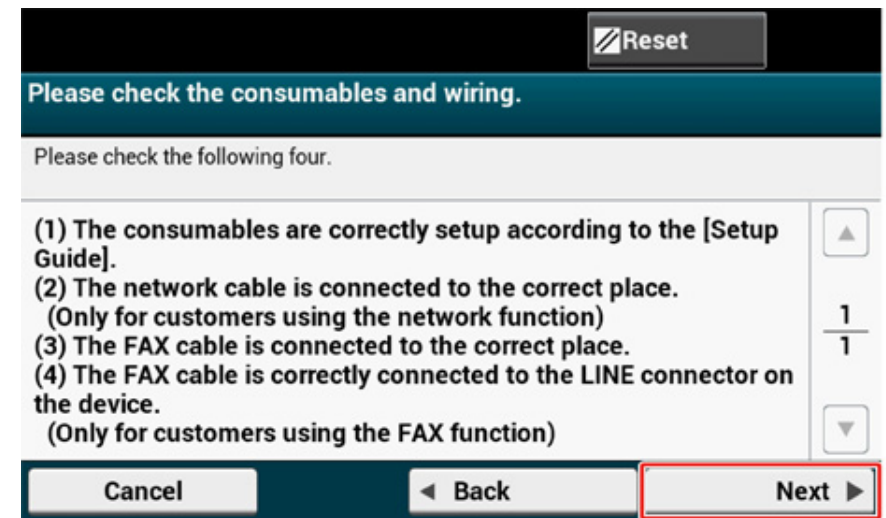 Reset
Please check the consumables and wiring.
Please check the following four.
(1) The consumables are correctly setup according to the [Setup
Guide].
(2) The network cable is connected to the correct place.
(Only for customers using the network function)
(3) The FAX cable is connected to the correct place.
(4) The FAX cable is correctly connected to the LINE connector on
the device.
(Only for customers using the FAX function)
1
1
Cancel
Back
Next